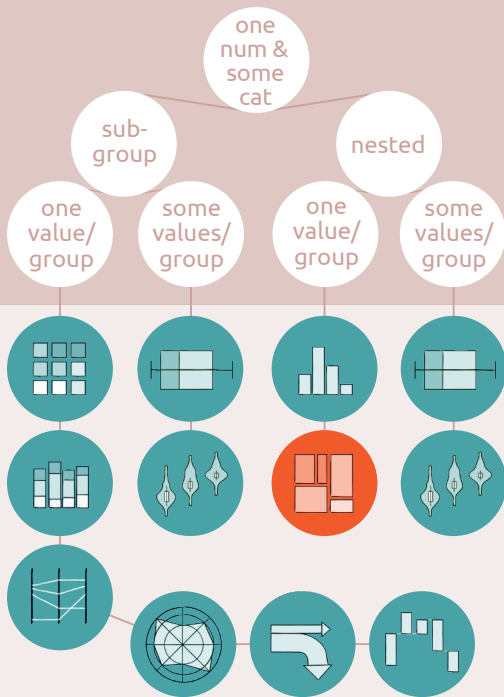 one
num &
some
cat
sub-
group
nested
one
value/
group
some
values/
group
one
value/
group
some
values/
group